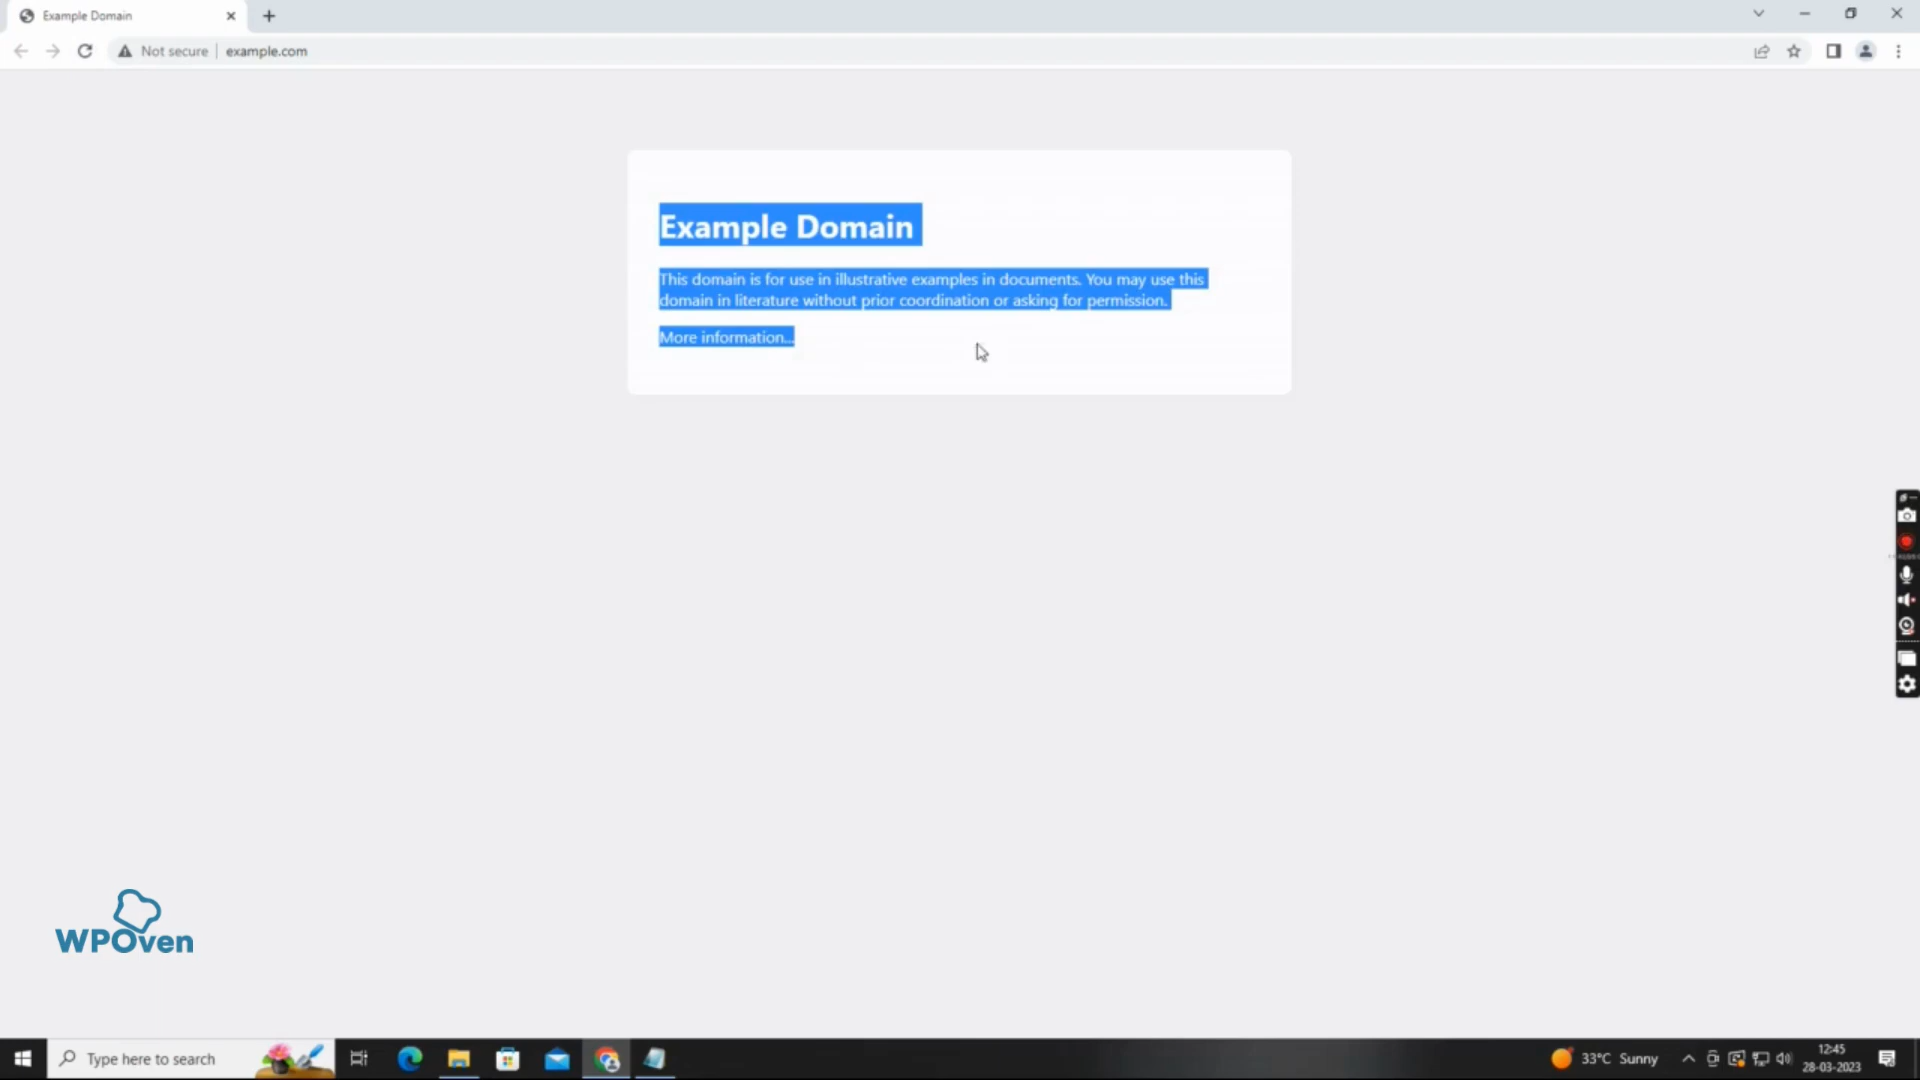 Example Domain
Not secure
example.com
Example Domain
This domain is for use in illustrative examples in documents. You may use this
domain in literature without prior coordination or asking for permission.
More information...
WPOven
Type here to search
33°C Sunny
12:45
28-03-2023